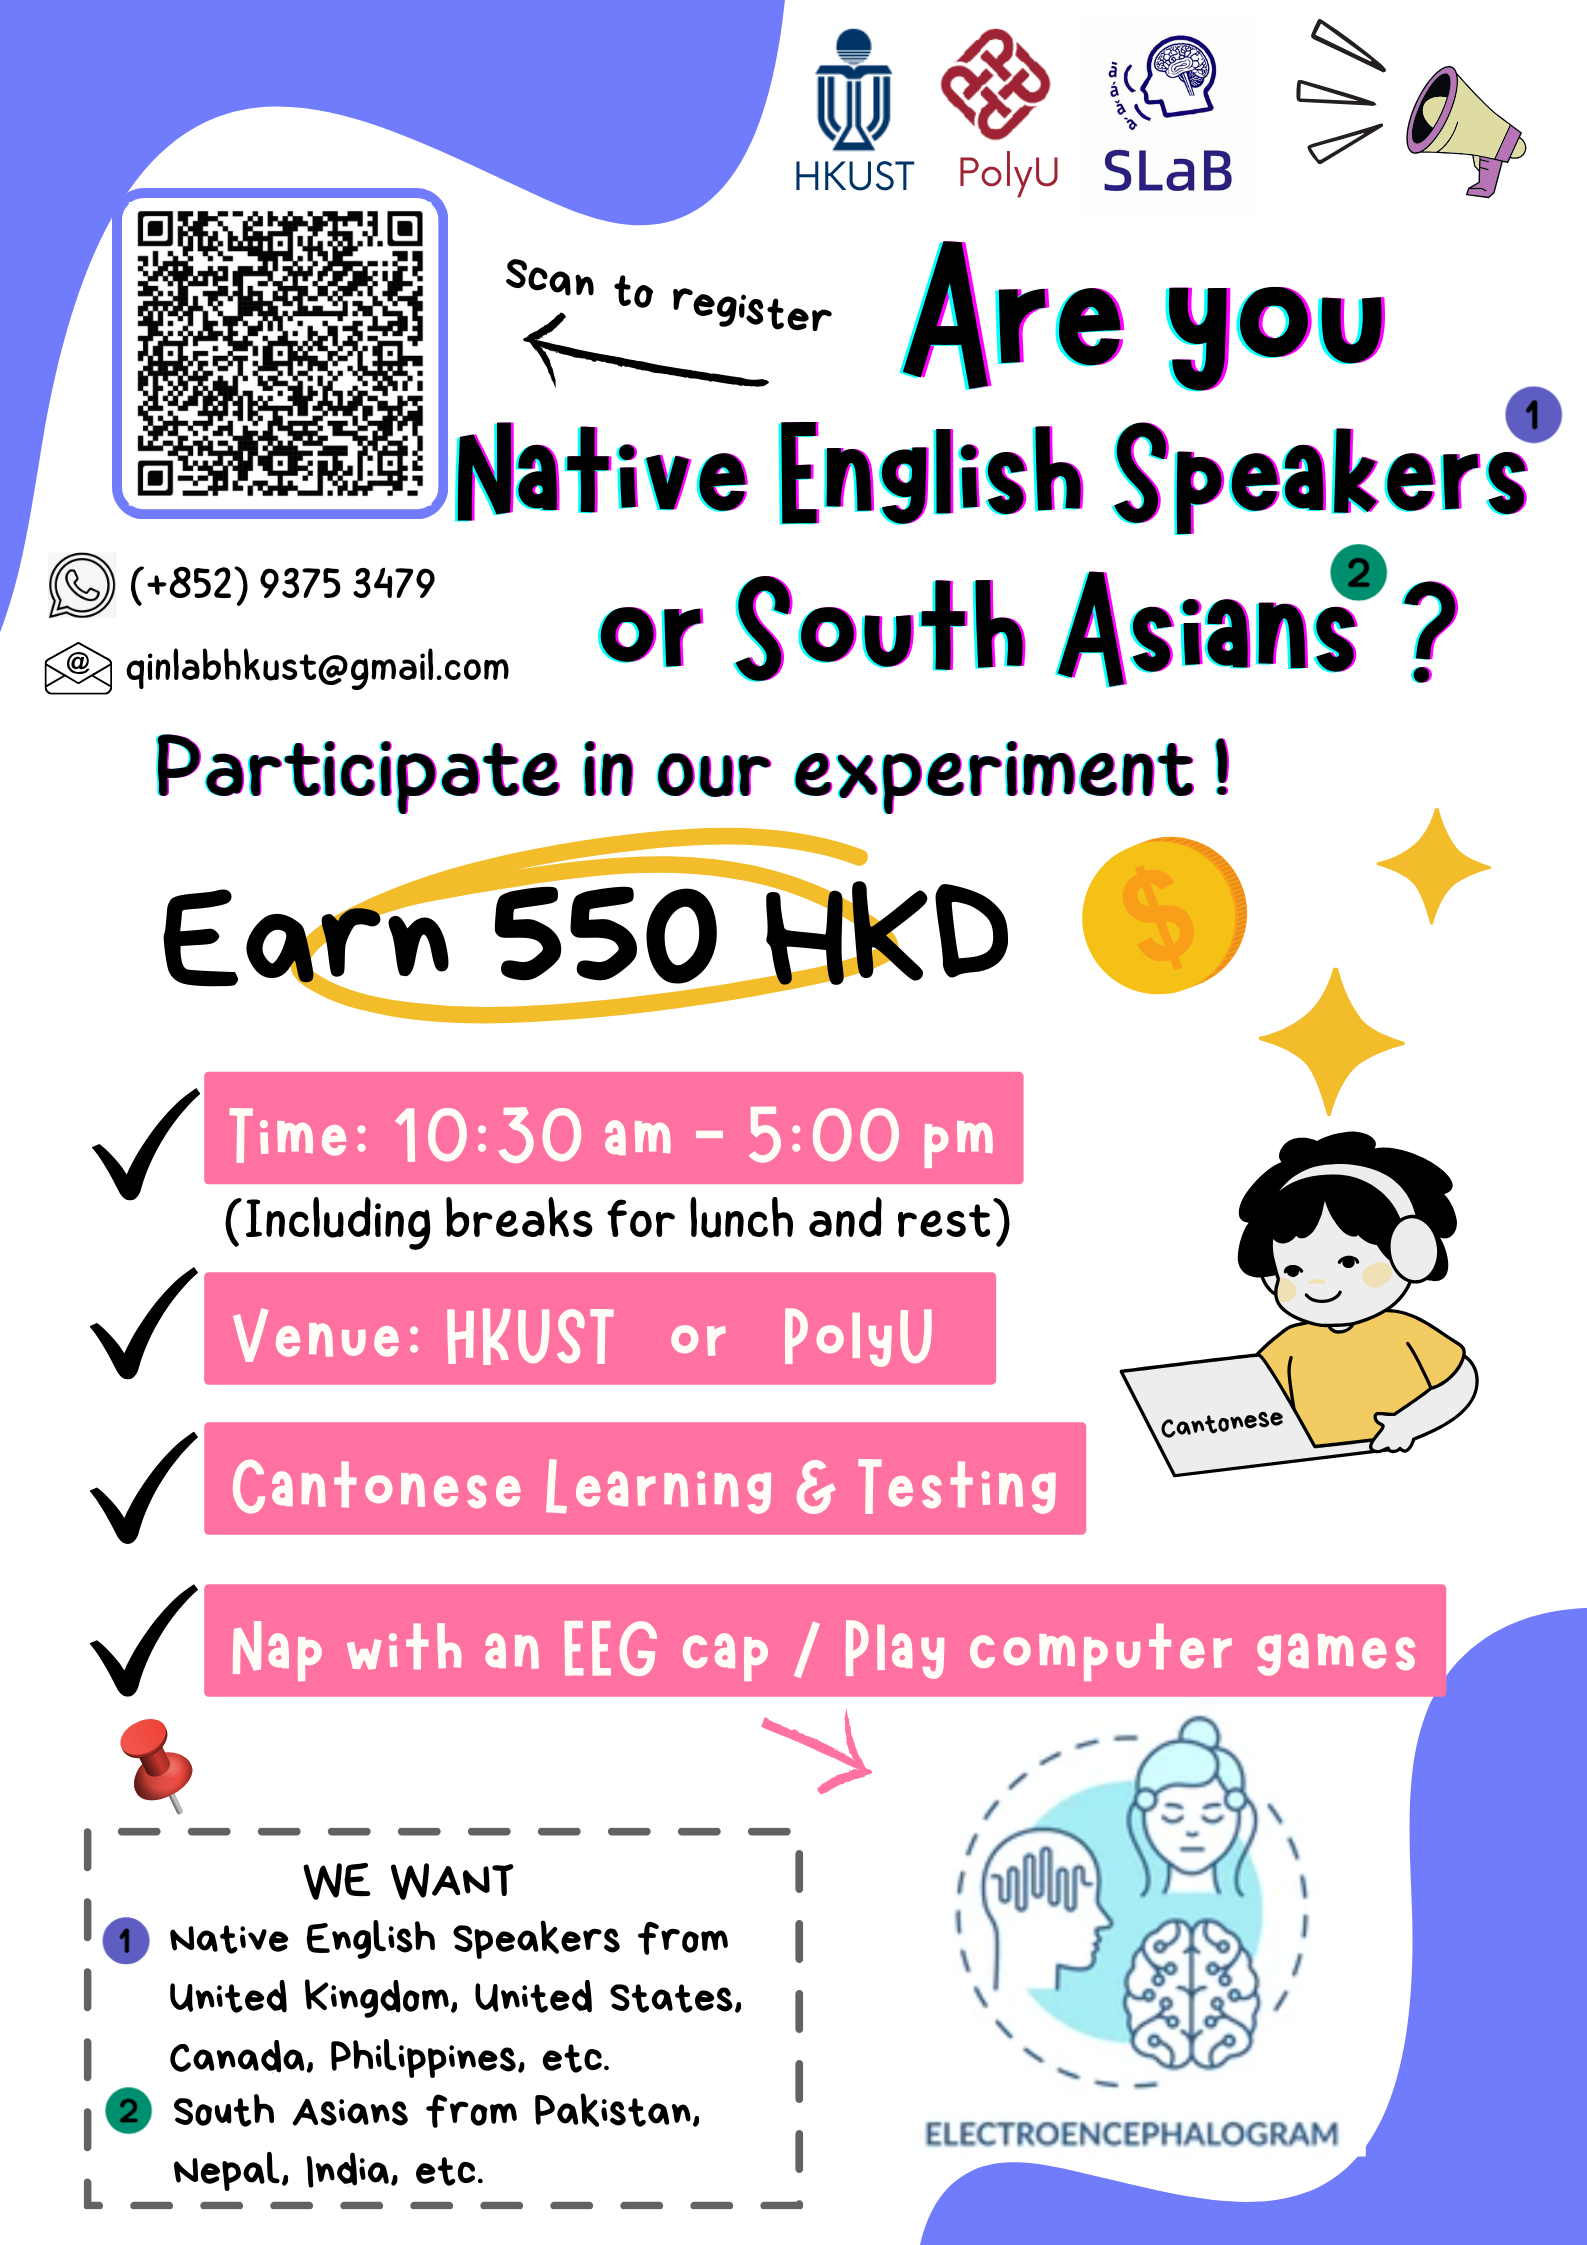 HKUST
PolyU
SLaB
Scan to register
Are you
Native English Speakers 1
or South Asians 2 ?
(+852) 9375 3479
qinlabhkust@gmail.com
Participate in our experiment !
Earn 550 HKD
Time: 10:30 am - 5:00 pm
(Including breaks for lunch and rest)
Venue: HKUST or PolyU
Cantonese
Cantonese Learning & Testing
Nap with an EEG cap / Play computer games
WE WANT
1 Native English Speakers from
United Kingdom, United States,
Canada, Philippines, etc.
2 South Asians from Pakistan,
Nepal, India, etc.
ELECTROENCEPHALOGRAM